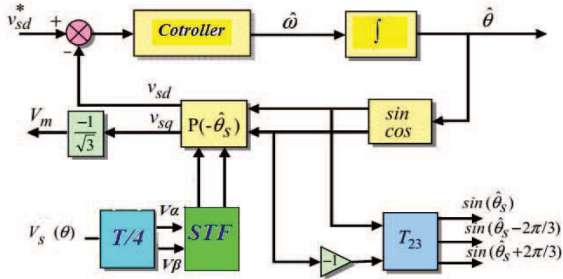 v*sd
+
-
Cotroller
ω̂
∫
θ̂
vsd
Vm
-1/√3
vsq
P(-θ̂s)
sin
cos
Vs (θ)
T/4
Vα
Vβ
STF
-1
T23
sin(θ̂s)
sin(θ̂s-2π/3)
sin(θ̂s+2π/3)